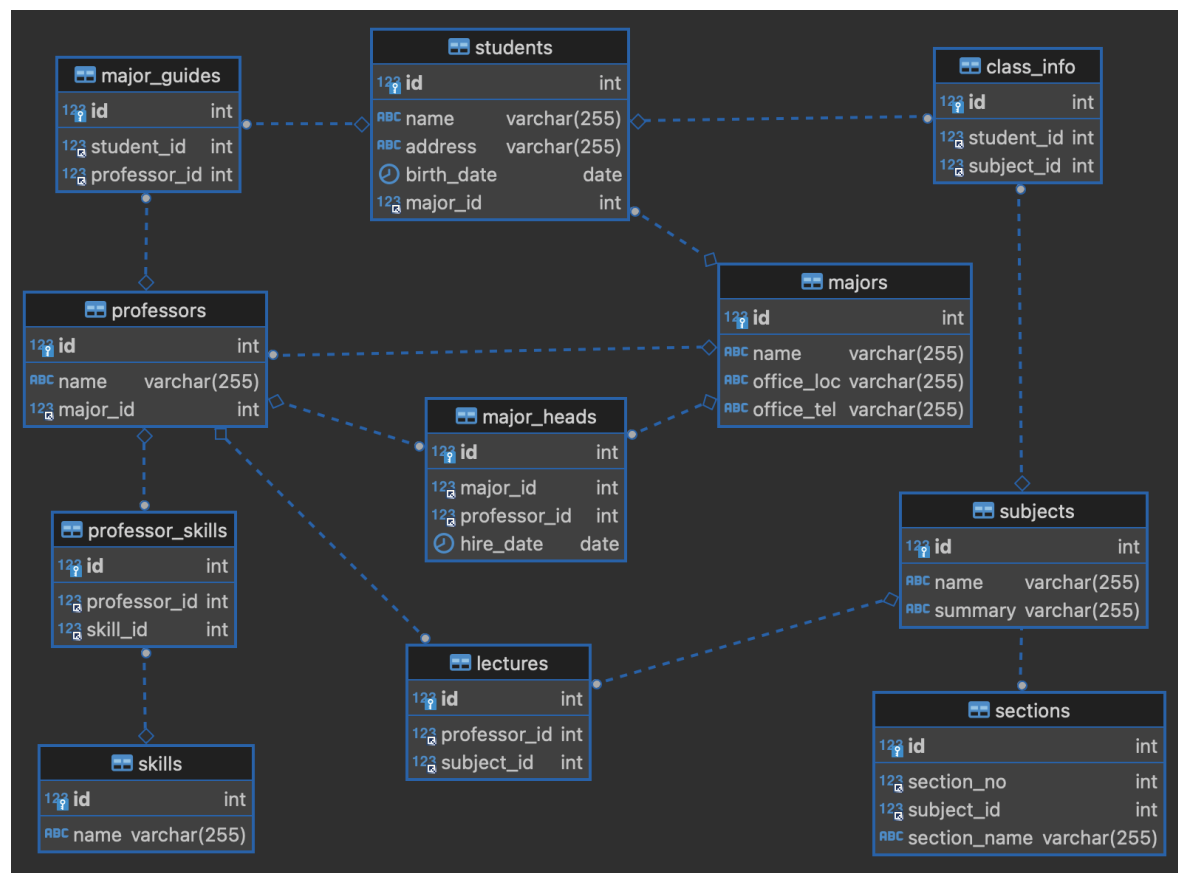 students
id int
name varchar(255)
address varchar(255)
birth_date date
major_id int
major_guides
id int
student_id int
professor_id int
class_info
id int
student_id int
subject_id int
majors
id int
name varchar(255)
office_loc varchar(255)
office_tel varchar(255)
professors
id int
name varchar(255)
major_id int
major_heads
id int
major_id int
professor_id int
hire_date date
professor_skills
id int
professor_id int
skill_id int
subjects
id int
name varchar(255)
summary varchar(255)
lectures
id int
professor_id int
subject_id int
sections
id int
section_no int
subject_id int
section_name varchar(255)
skills
id int
name varchar(255)